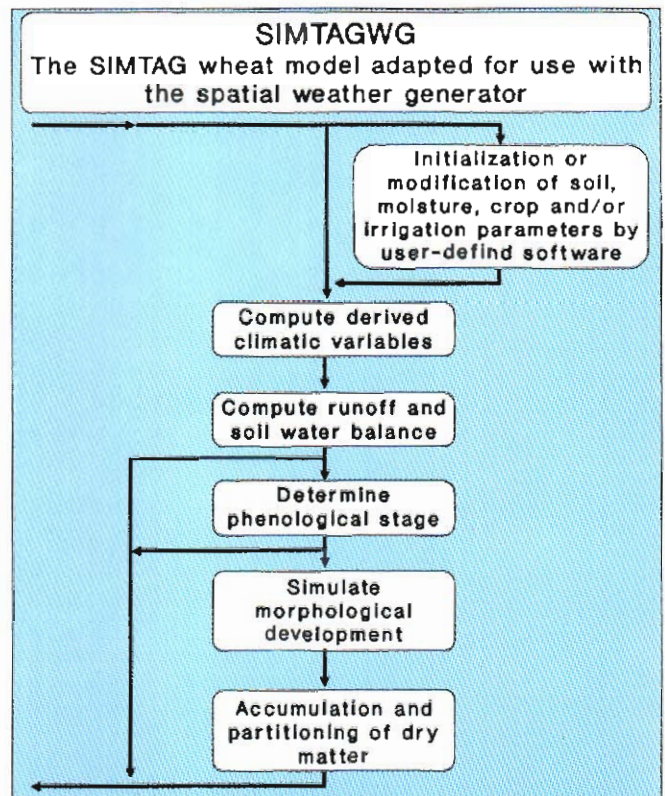 SIMTAGWG
The SIMTAG wheat model adapted for use with
the spatial weather generator
Initialization or
modification of soil,
moisture, crop and/or
irrigation parameters by
user-defind software
Compute derived
climatic variables
Compute runoff and
soil water balance
Determine
phenological stage
Simulate
morphological
development
Accumulation and
partitioning of dry
matter